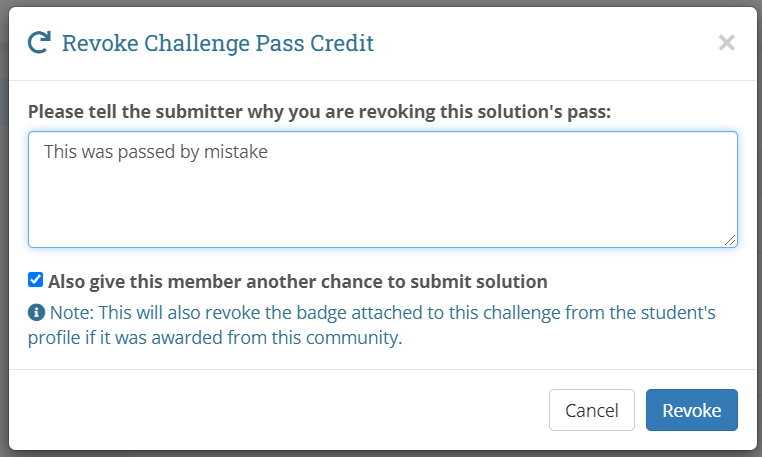 Revoke Challenge Pass Credit
Please tell the submitter why you are revoking this solution's pass:
This was passed by mistake
Also give this member another chance to submit solution
Note: This will also revoke the badge attached to this challenge from the student's
profile if it was awarded from this community.
Cancel Revoke